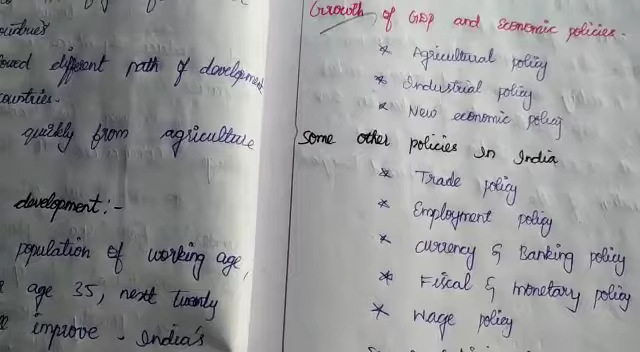 ountries
owed different path of development
countries.
quickly from agriculture
development:-
population of working age,
age 35, next twenty
improve - India's
Growth of GDP and economic policies.
* Agricultural policy
* Industrial policy
* New economic policy
Some other policies in India
* Trade policy
* Employment policy
* Currency & Banking policy
* Fiscal & monetary policy
* Wage policy